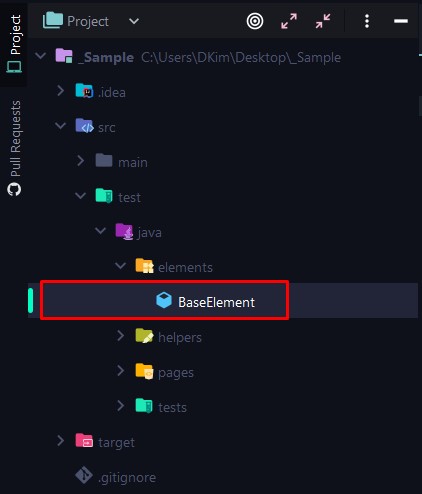 Project
Pull Requests
Project
_Sample C:\Users\DKim\Desktop\_Sample
.idea
src
main
test
java
elements
BaseElement
helpers
pages
tests
target
.gitignore